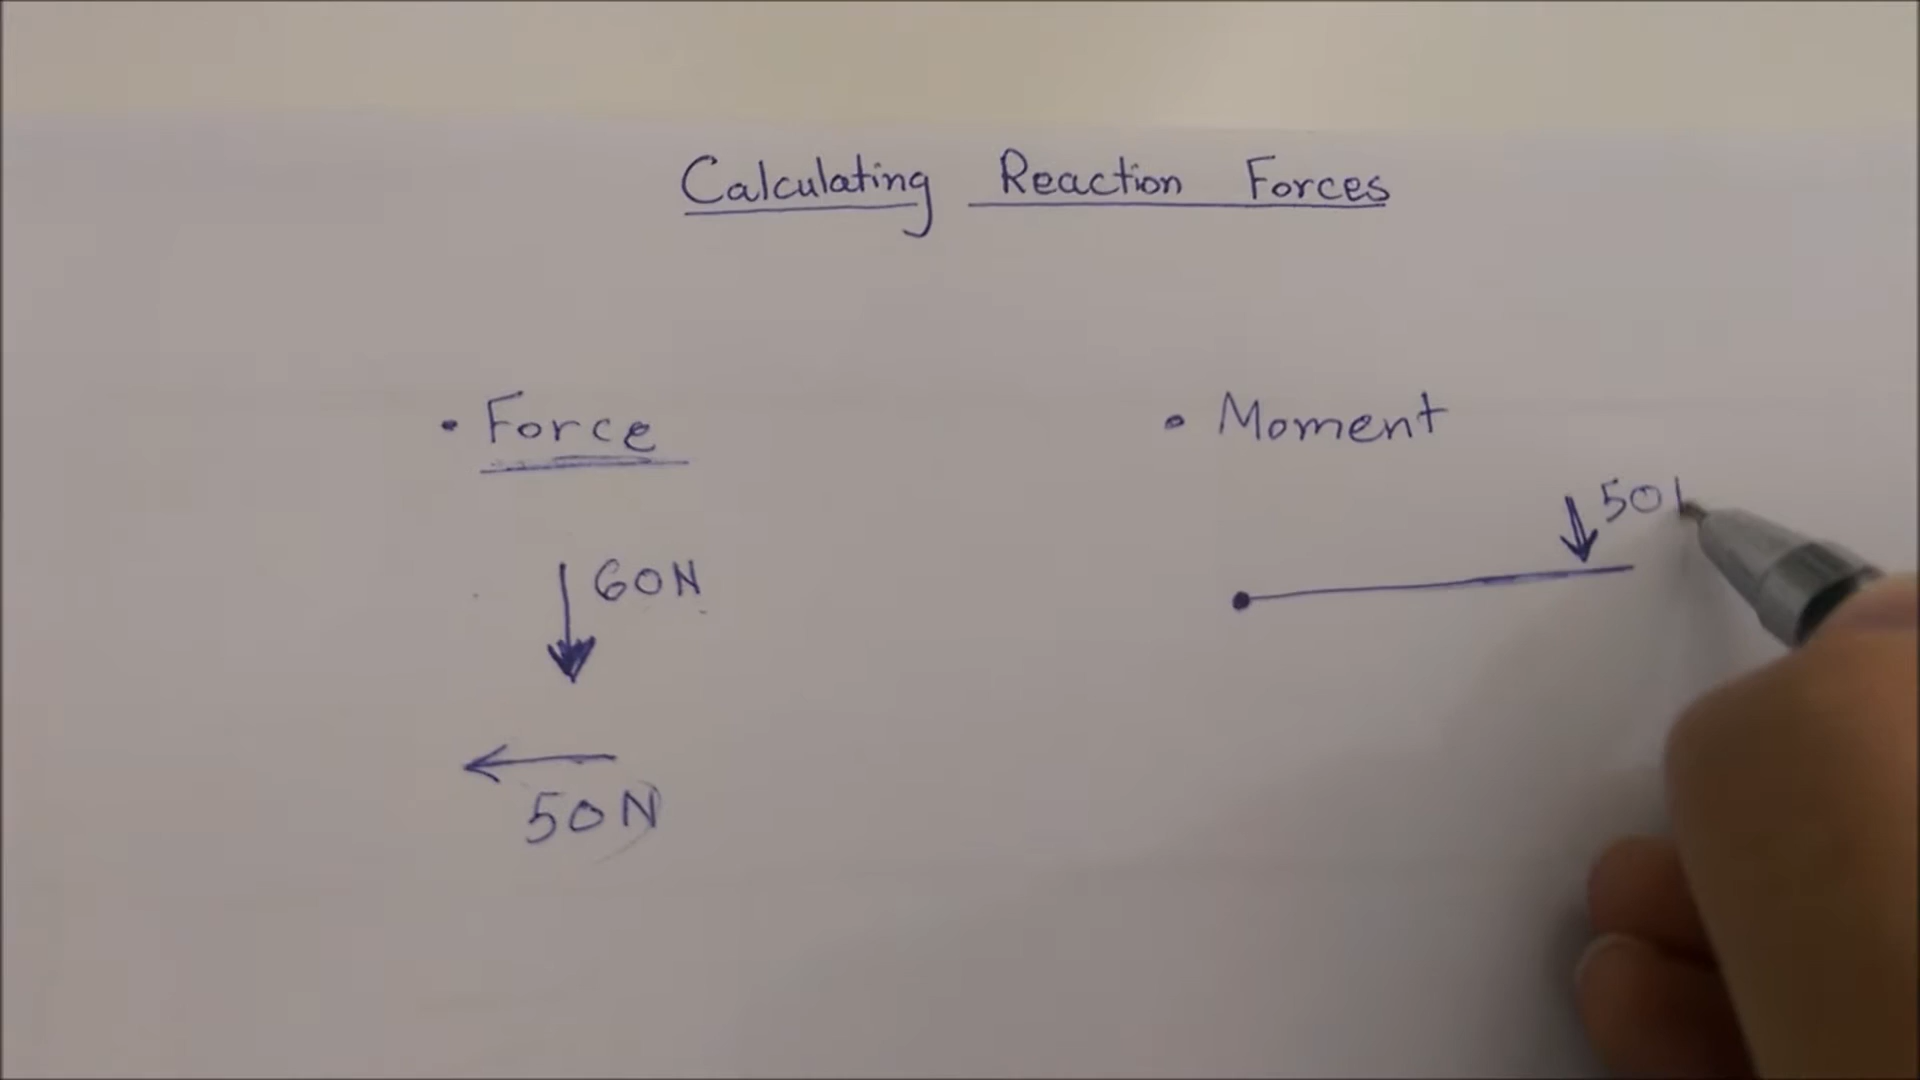 Calculating Reaction Forces
• Force
• Moment
60N
50N
50